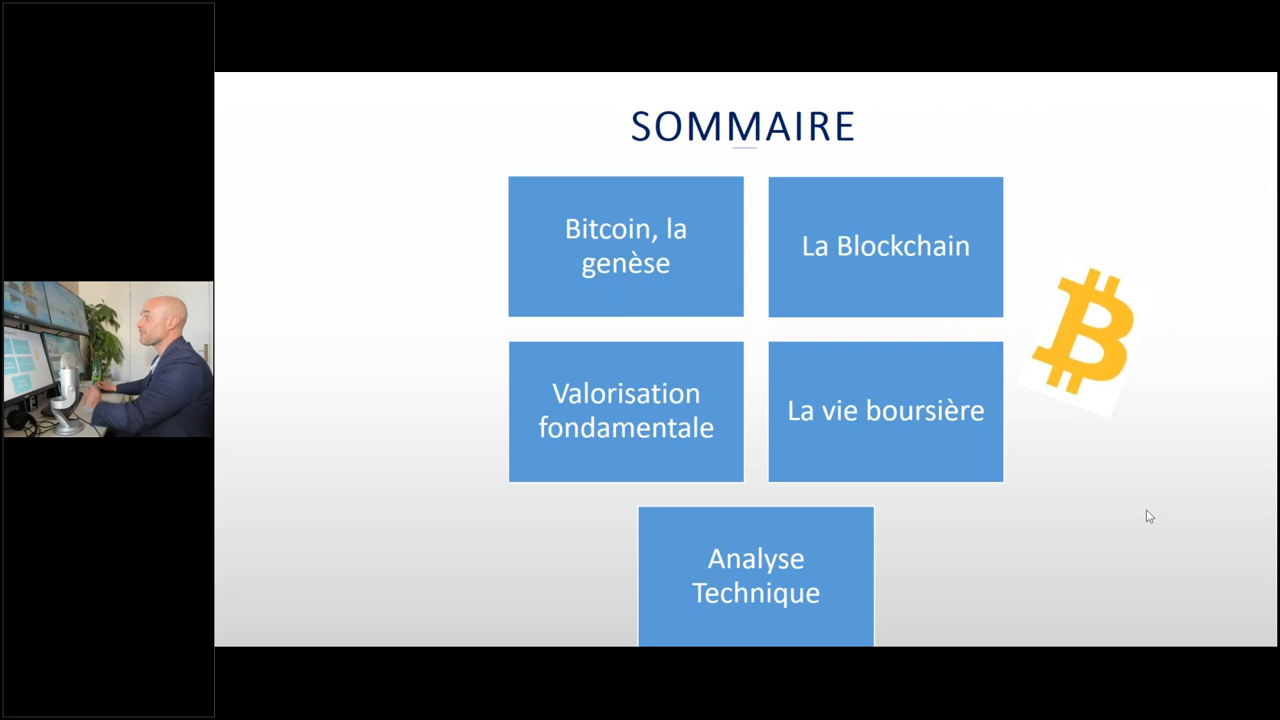 SOMMAIRE
Bitcoin, la
genèse
La Blockchain
Valorisation
fondamentale
La vie boursière
Analyse
Technique